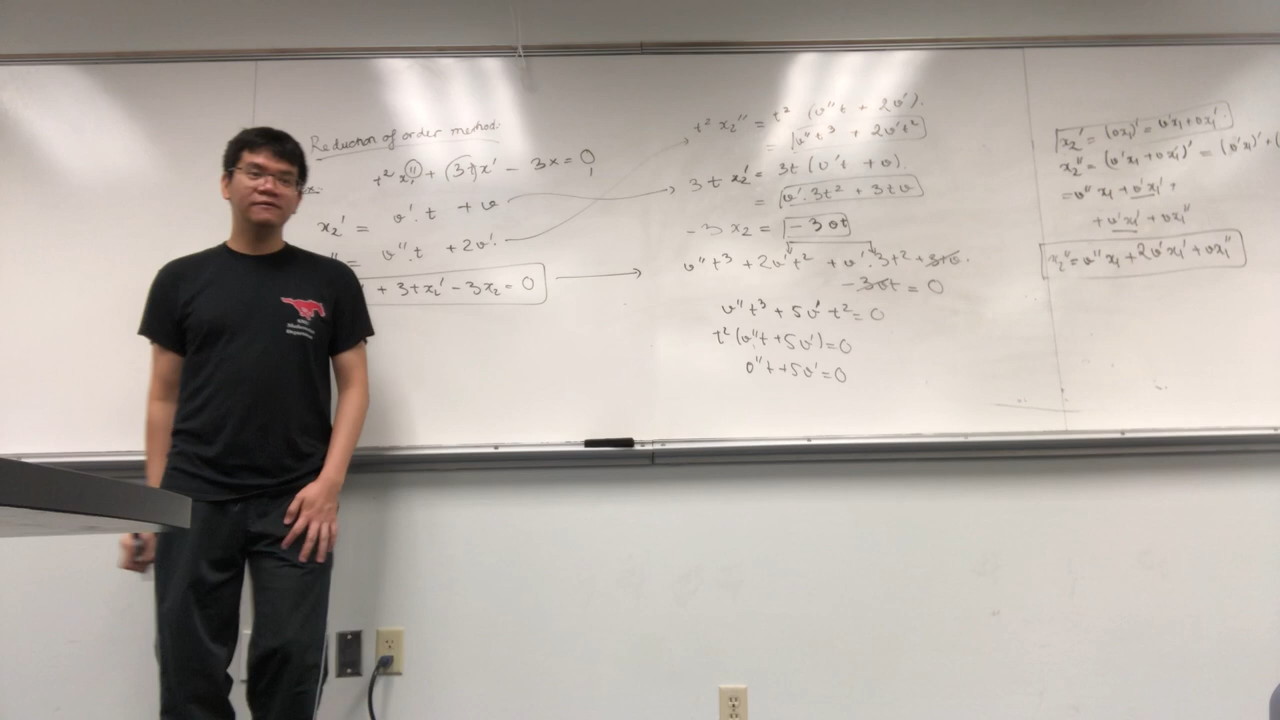 Reduction of order method:
x:
t² x'' + (3t)x' - 3x = 0,
x₂' = v'.t + v
'' = v''.t + 2v'.
' + 3tx₂' - 3x₂ = 0
t² x₂'' = t² (v''t + 2v').
= v''t³ + 2v't²
3t x₂' = 3t (v't + v).
= v'.3t² + 3tv
-3 x₂ = -3vt
v''t³ + 2v't² + v'.3t² + 3tv.
-3vt = 0
v''t³ + 5v't² = 0
t²(v''t + 5v') = 0
v''t + 5v' = 0
x₂' = (vx₁)' = v'x₁ + vx₁'.
x₂'' = (v'x₁ + vx₁')' = (v'x₁)' + (
= v''x₁ + v'x₁' +
+ v'x₁' + vx₁''
x₂'' = v''x₁ + 2v'x₁' + vx₁''